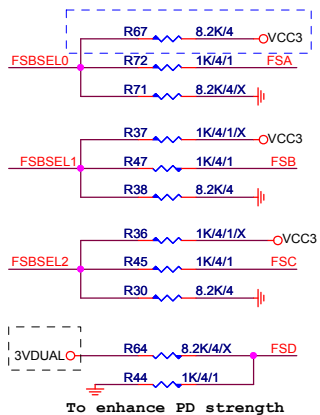 R67 8.2K/4 VCC3
FSBSEL0 R72 1K/4/1 FSA
R71 8.2K/4/X
R37 1K/4/1/X VCC3
FSBSEL1 R47 1K/4/1 FSB
R38 8.2K/4
R36 1K/4/1/X VCC3
FSBSEL2 R45 1K/4/1 FSC
R30 8.2K/4
3VDUAL R64 8.2K/4/X FSD
R44 1K/4/1
To enhance PD strength